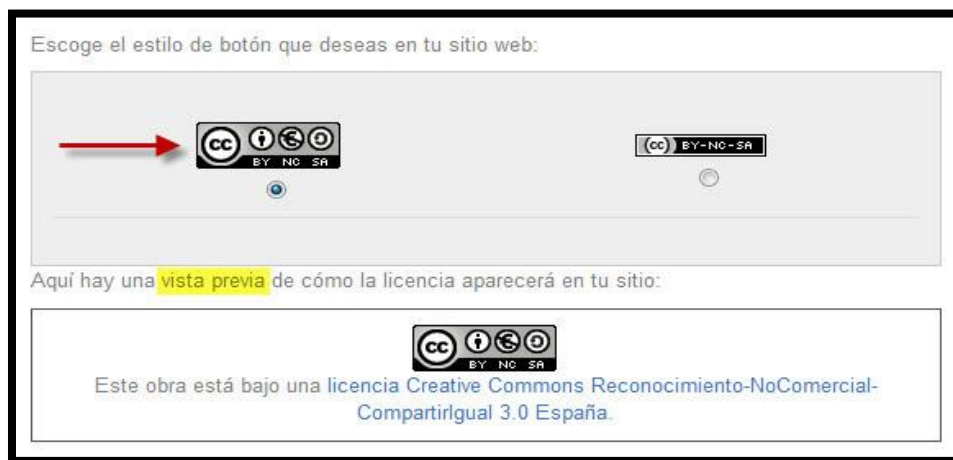 Escoge el estilo de botón que deseas en tu sitio web:
cc BY NC SA
(cc) BY-NC-SA
Aquí hay una vista previa de cómo la licencia aparecerá en tu sitio:
cc BY NC SA
Este obra está bajo una licencia Creative Commons Reconocimiento-NoComercial-
CompartirIgual 3.0 España.